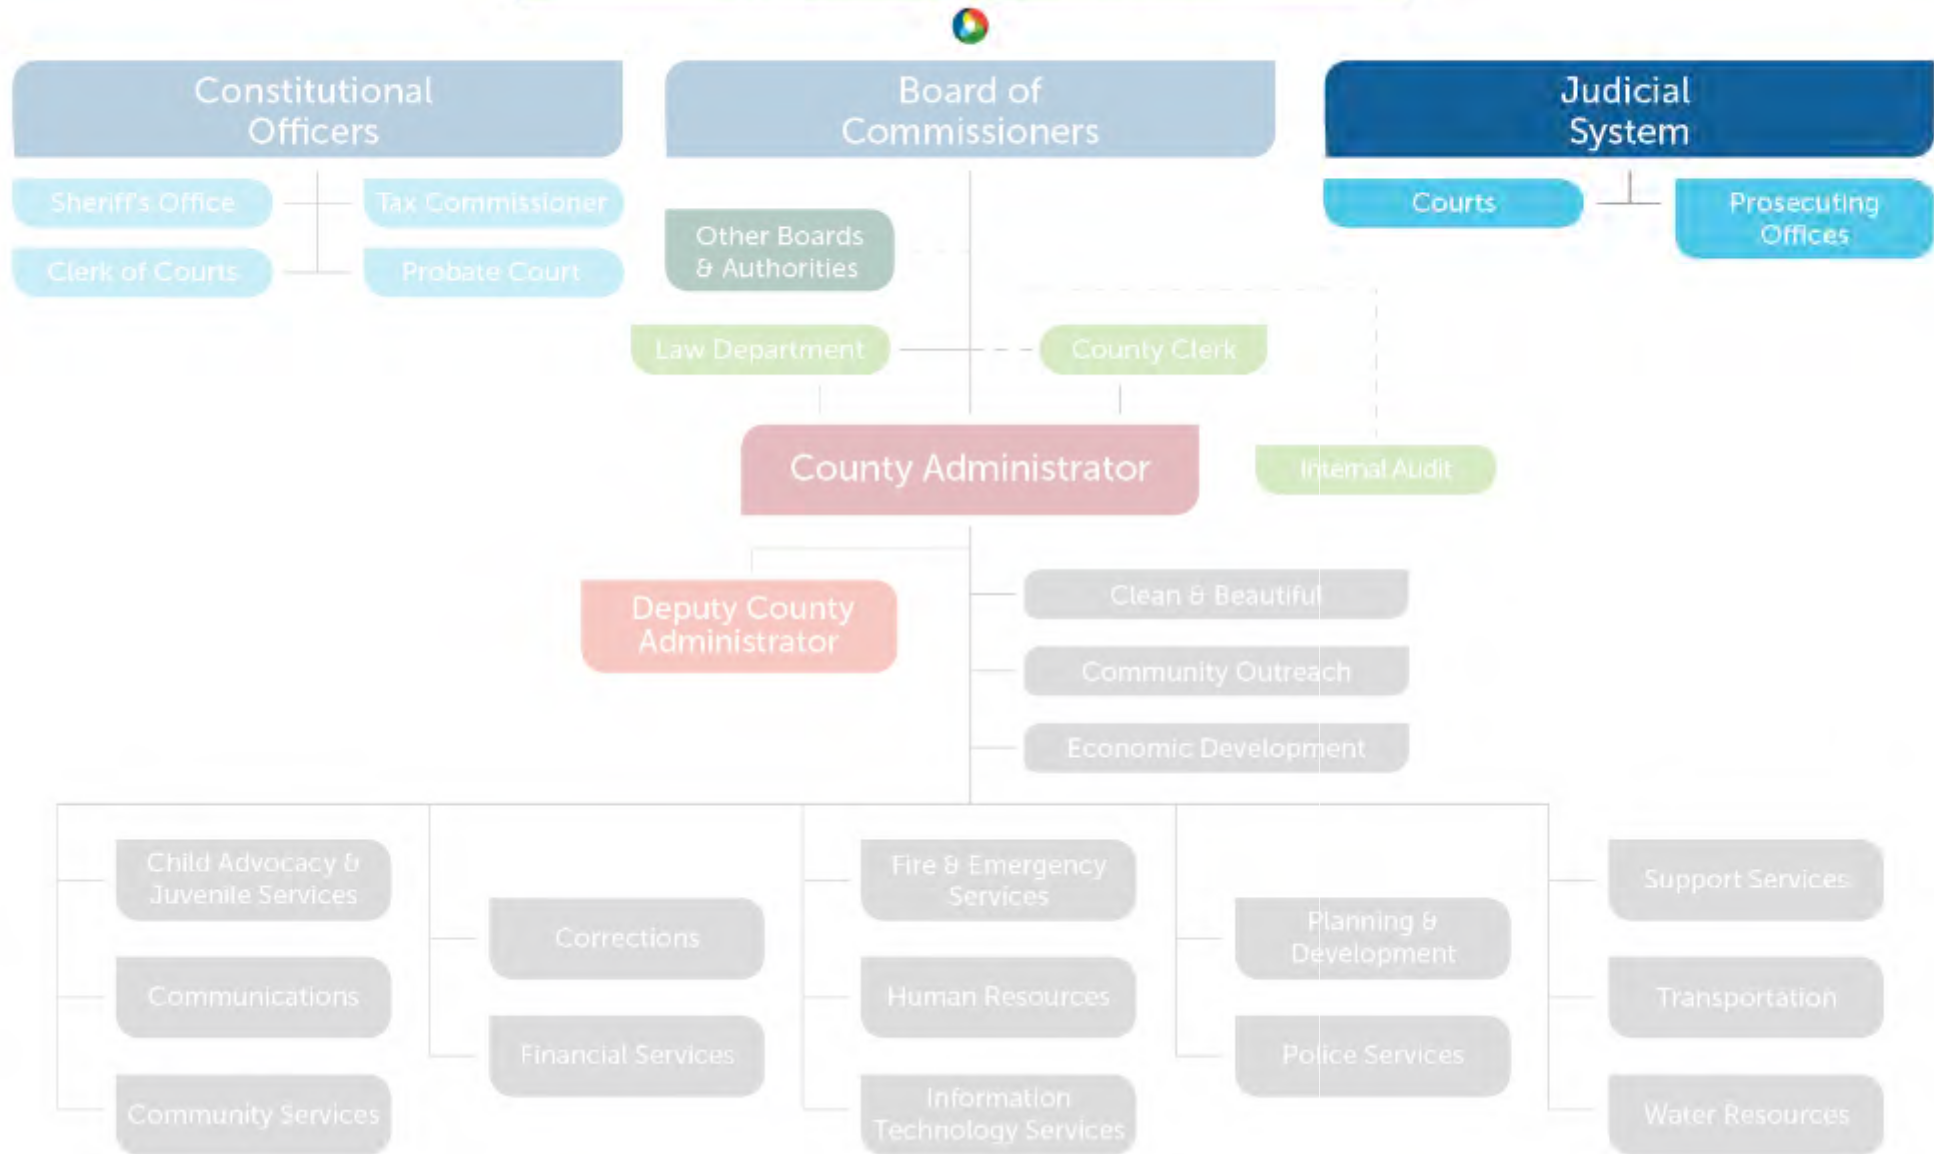 Constitutional
Officers
Sheriff's Office
Tax Commissioner
Clerk of Courts
Probate Court
Board of
Commissioners
Other Boards
& Authorities
Law Department
County Clerk
Judicial
System
Courts
Prosecuting
Offices
County Administrator
Internal Audit
Deputy County
Administrator
Clean & Beautiful
Community Outreach
Economic Development
Child Advocacy &
Juvenile Services
Communications
Community Services
Corrections
Financial Services
Fire & Emergency
Services
Human Resources
Information
Technology Services
Planning &
Development
Police Services
Support Services
Transportation
Water Resources